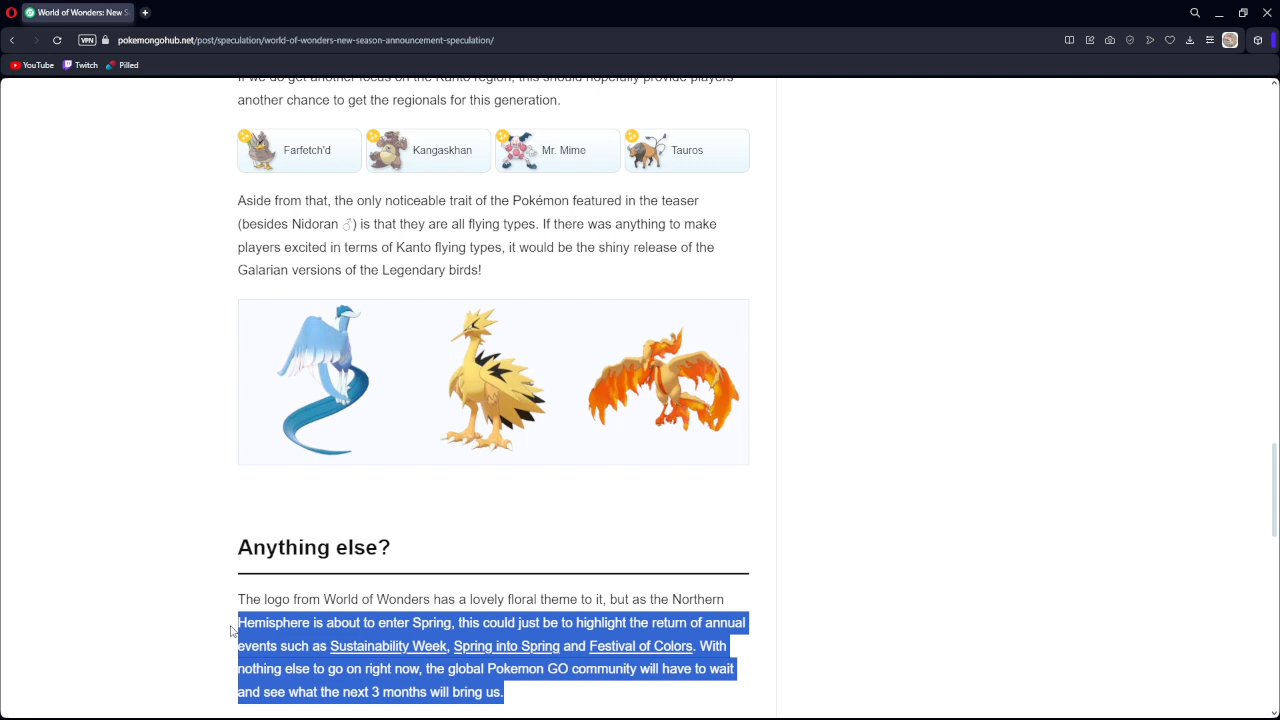 World of Wonders: New S
VPN
pokemongohub.net/post/speculation/world-of-wonders-new-season-announcement-speculation/
YouTube Twitch Pilled
If we do get another focus on the Kanto region, this should hopefully provide players
another chance to get the regionals for this generation.
Farfetch'd Kangaskhan Mr. Mime Tauros
Aside from that, the only noticeable trait of the Pokémon featured in the teaser
(besides Nidoran ♂) is that they are all flying types. If there was anything to make
players excited in terms of Kanto flying types, it would be the shiny release of the
Galarian versions of the Legendary birds!
Anything else?
The logo from World of Wonders has a lovely floral theme to it, but as the Northern
Hemisphere is about to enter Spring, this could just be to highlight the return of annual
events such as Sustainability Week, Spring into Spring and Festival of Colors. With
nothing else to go on right now, the global Pokemon GO community will have to wait
and see what the next 3 months will bring us.